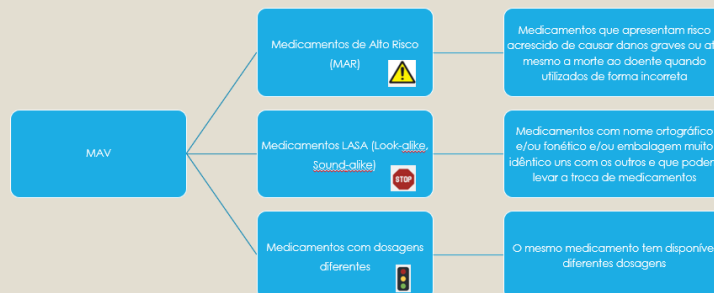 MAV
Medicamentos de Alto Risco
(MAR)
Medicamentos que apresentam risco
acrescido de causar danos graves ou
mesmo a morte ao doente quando
utilizados de forma incorreta
Medicamentos LASA (Look-alike,
Sound-alike)
STOP
Medicamentos com nome ortográfico
e/ou fonético e/ou embalagem muito
idêntico uns com os outros e que
levar a troca de medicamentos
Medicamentos com dosagens
diferentes
O mesmo medicamento tem
diferentes dosagens